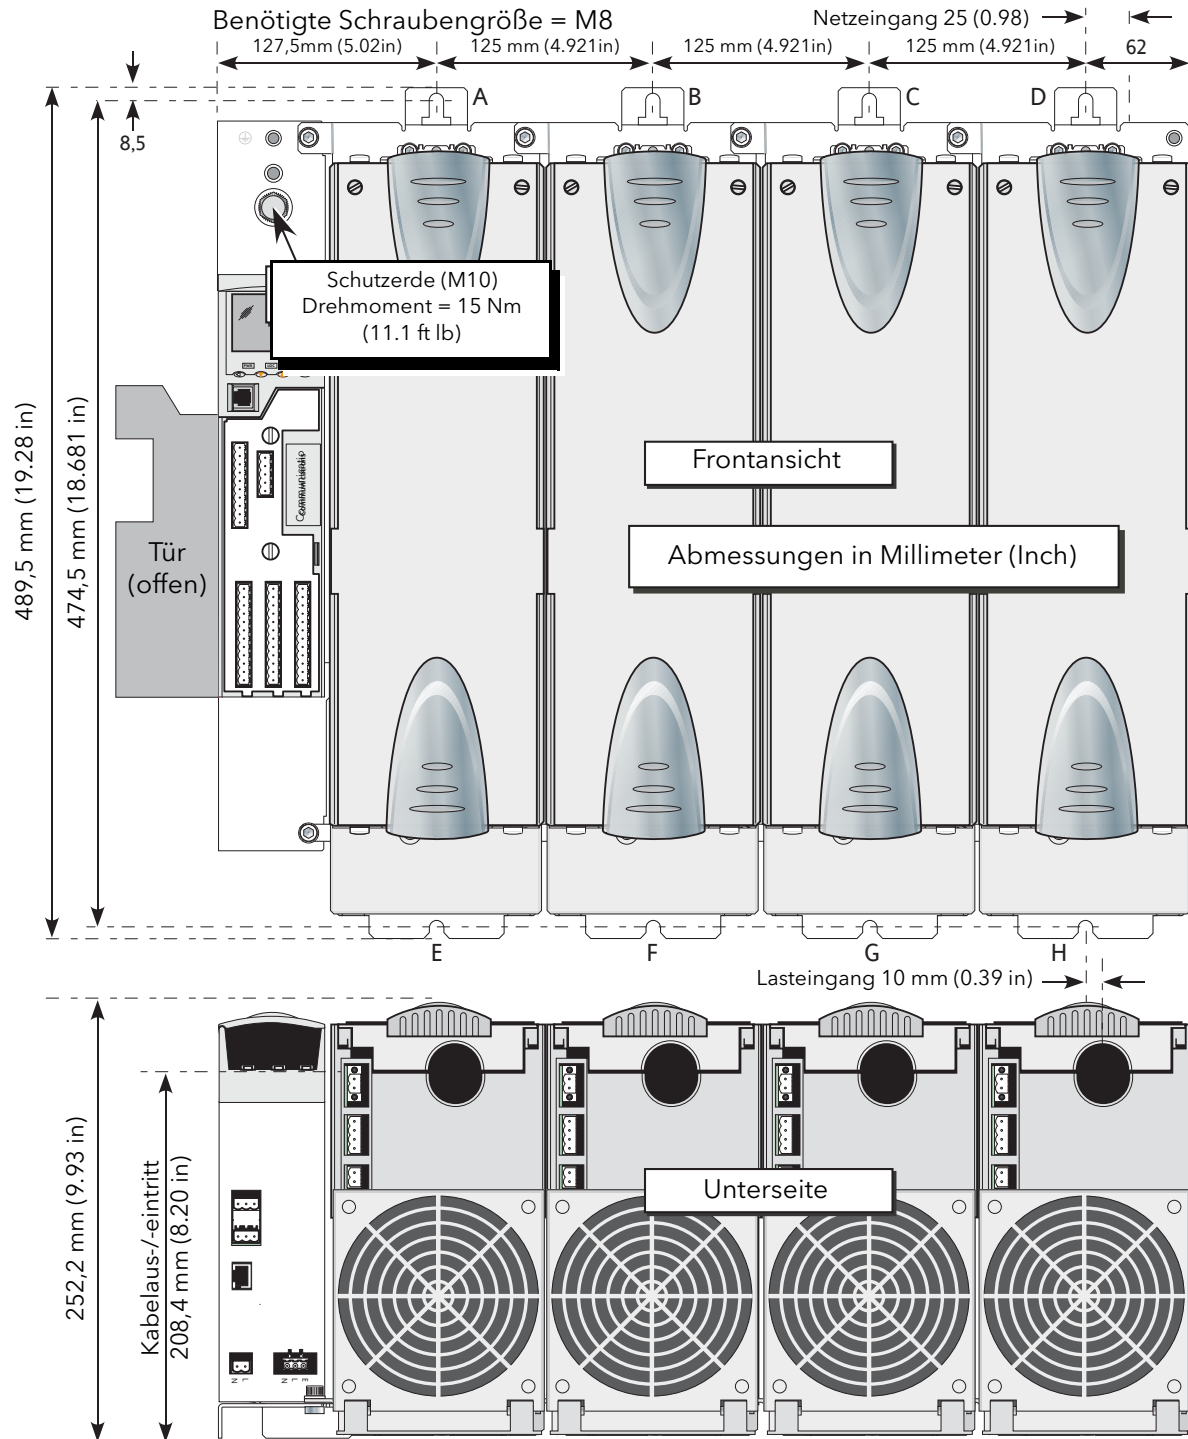 Benötigte Schraubengröße = M8
Netzeingang 25 (0.98)
127,5mm (5.02in)
125 mm (4.921in)
125 mm (4.921in)
125 mm (4.921in)
62
A
B
C
D
8,5
Schutzerde (M10)
Drehmoment = 15 Nm
(11.1 ft lb)
489,5 mm (19.28 in)
474,5 mm (18.681 in)
Tür
(offen)
Frontansicht
Abmessungen in Millimeter (Inch)
E
F
G
H
Lasteingang 10 mm (0.39 in)
252,2 mm (9.93 in)
Kabelaus-/-eintritt
208,4 mm (8.20 in)
Unterseite
N
L
N
L
E